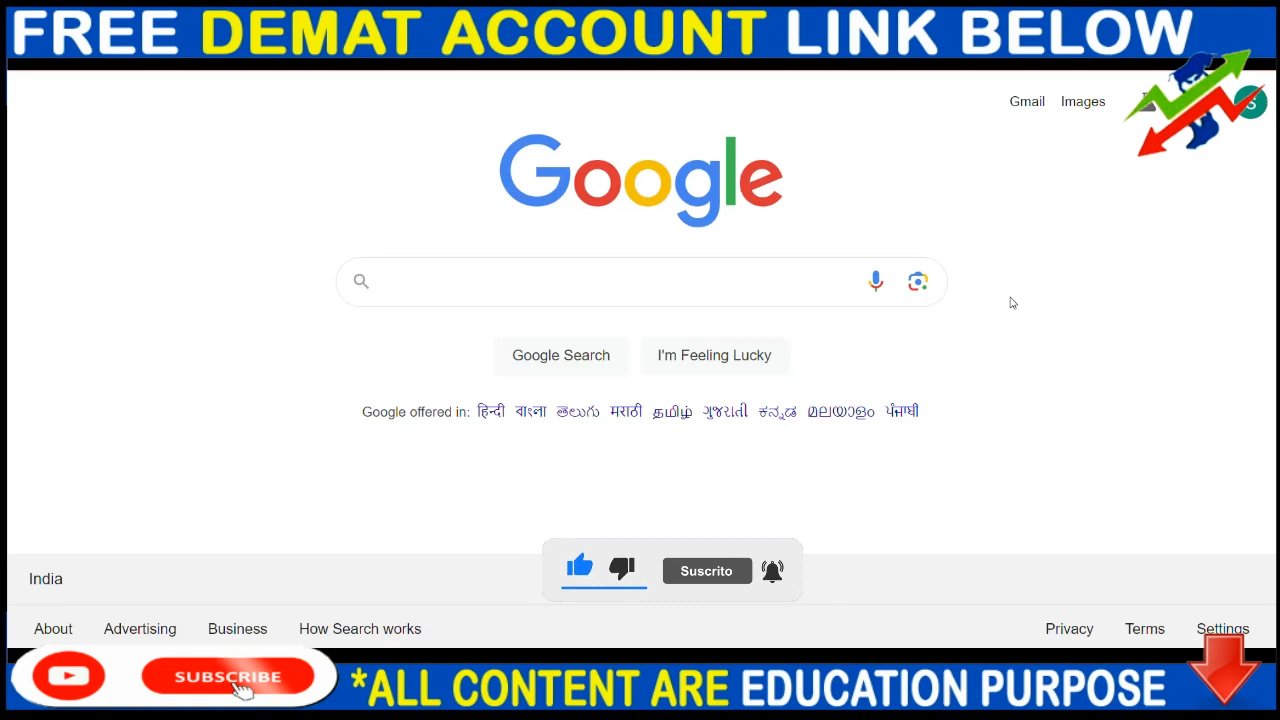 FREE DEMAT ACCOUNT LINK BELOW
Gmail Images
S
Google
Google Search I'm Feeling Lucky
Google offered in: हिन्दी বাংলা తెలుగు मराठी தமிழ் ગુજરાતી ಕನ್ನಡ മലയാളം ਪੰਜਾਬੀ
Suscrito
India
About Advertising Business How Search works Privacy Terms Settings
SUBSCRIBE
*ALL CONTENT ARE EDUCATION PURPOSE